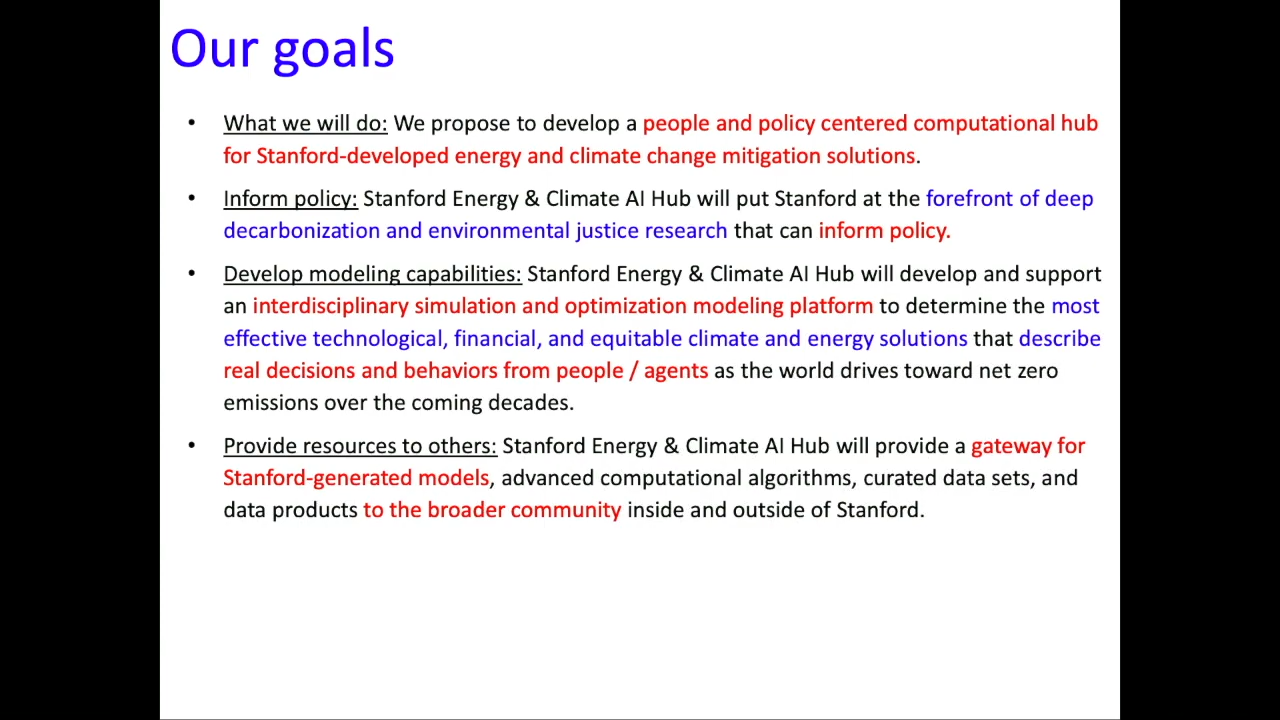 Our goals
• What we will do: We propose to develop a people and policy centered computational hub
for Stanford-developed energy and climate change mitigation solutions.
• Inform policy: Stanford Energy & Climate AI Hub will put Stanford at the forefront of deep
decarbonization and environmental justice research that can inform policy.
• Develop modeling capabilities: Stanford Energy & Climate AI Hub will develop and support
an interdisciplinary simulation and optimization modeling platform to determine the most
effective technological, financial, and equitable climate and energy solutions that describe
real decisions and behaviors from people / agents as the world drives toward net zero
emissions over the coming decades.
• Provide resources to others: Stanford Energy & Climate AI Hub will provide a gateway for
Stanford-generated models, advanced computational algorithms, curated data sets, and
data products to the broader community inside and outside of Stanford.